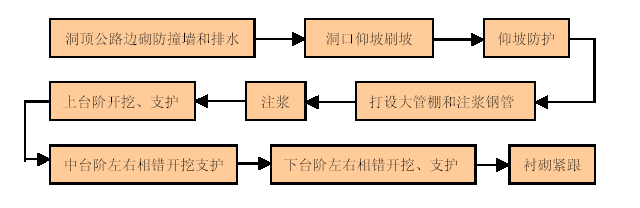 洞顶公路边砌防撞墙和排水
洞口仰坡刷坡
仰坡防护
打设大管棚和注浆钢管
注浆
上台阶开挖、支护
中台阶左右相错开挖支护
下台阶左右相错开挖、支护
衬砌紧跟